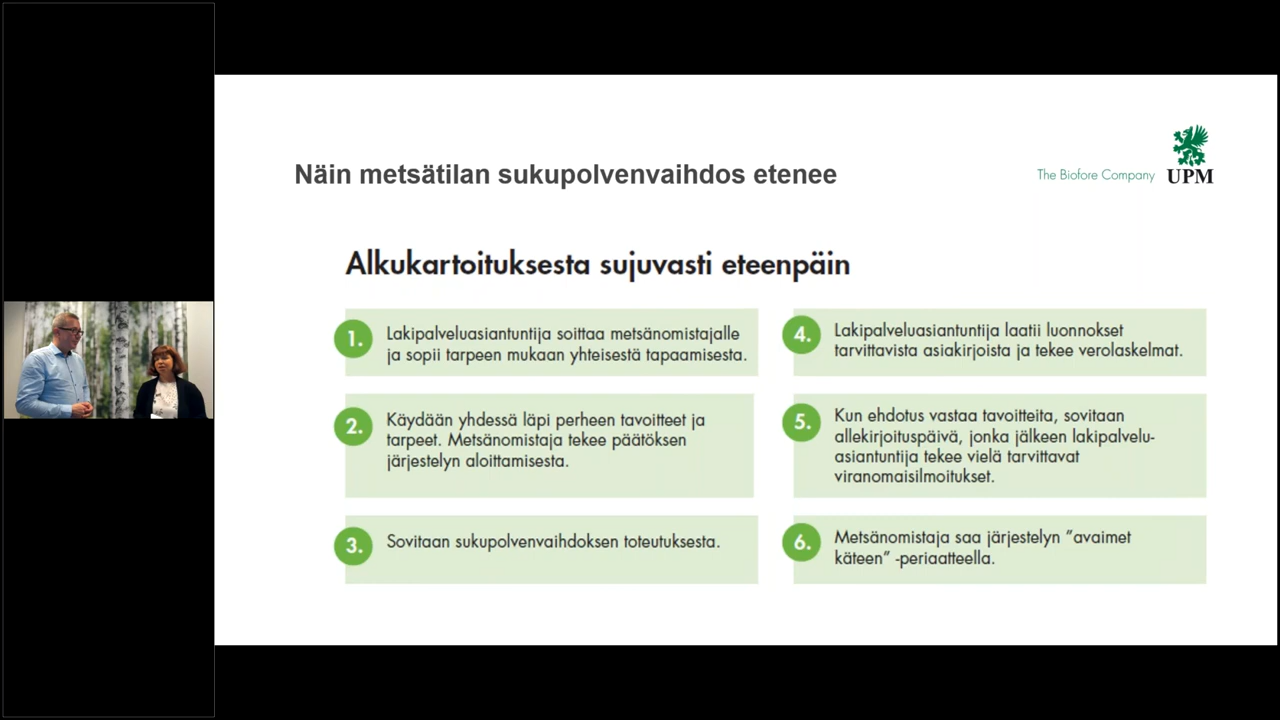 Näin metsätilan sukupolvenvaihdos etenee
The Biofore Company
UPM
Alkukartoituksesta sujuvasti eteenpäin
1.
Lakipalveluasiantuntija soittaa metsänomistajalle
ja sopii tarpeen mukaan yhteisestä tapaamisesta.
2.
Käydään yhdessä läpi perheen tavoitteet ja
tarpeet. Metsänomistaja tekee päätöksen
järjestelyn aloittamisesta.
3.
Sovitaan sukupolvenvaihdoksen toteutuksesta.
4.
Lakipalveluasiantuntija laatii luonnokset
tarvittavista asiakirjoista ja tekee verolaskelmat.
5.
Kun ehdotus vastaa tavoitteita, sovitaan
allekirjoituspäivä, jonka jälkeen lakipalvelu-
asiantuntija tekee vielä tarvittavat
viranomaisilmoitukset.
6.
Metsänomistaja saa järjestelyn ”avaimet
käteen” -periaatteella.